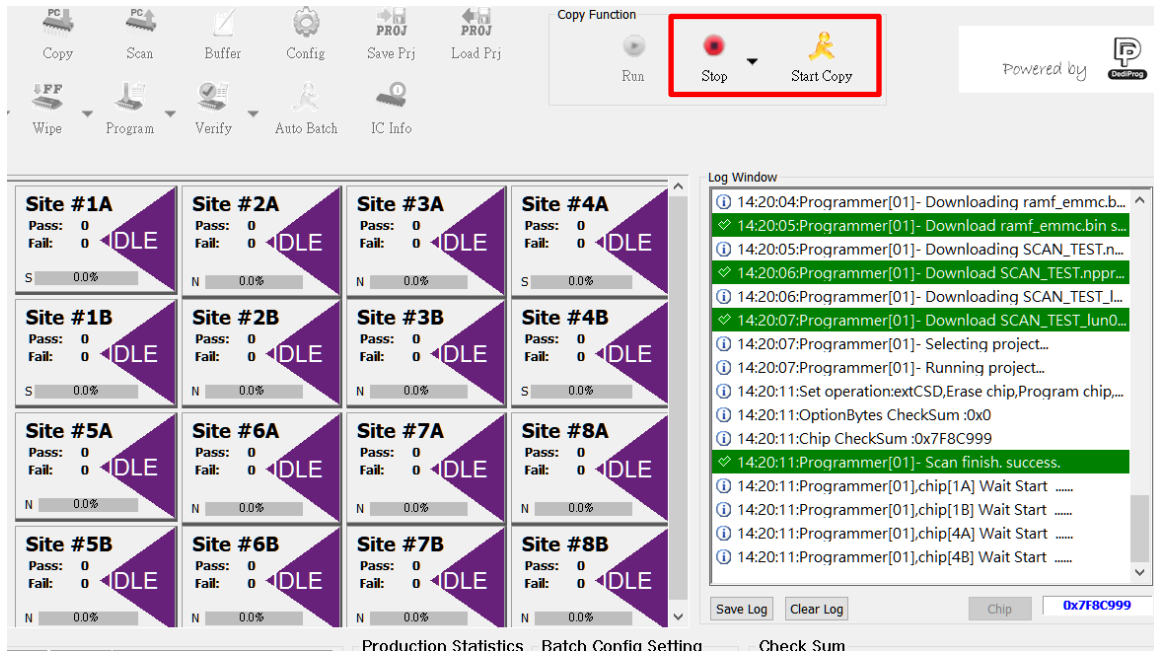 PC PC PROJ PROJ
Copy Scan Buffer Config Save Prj Load Prj
FF
Wipe Program Verify Auto Batch IC Info
Copy Function
Run Stop Start Copy
Powered by DediProg
Site #1A
Pass: 0
Fail: 0
IDLE
S 0.0%
Site #2A
Pass: 0
Fail: 0
IDLE
N 0.0%
Site #3A
Pass: 0
Fail: 0
IDLE
N 0.0%
Site #4A
Pass: 0
Fail: 0
IDLE
S 0.0%
Site #1B
Pass: 0
Fail: 0
IDLE
S 0.0%
Site #2B
Pass: 0
Fail: 0
IDLE
N 0.0%
Site #3B
Pass: 0
Fail: 0
IDLE
N 0.0%
Site #4B
Pass: 0
Fail: 0
IDLE
S 0.0%
Site #5A
Pass: 0
Fail: 0
IDLE
N 0.0%
Site #6A
Pass: 0
Fail: 0
IDLE
N 0.0%
Site #7A
Pass: 0
Fail: 0
IDLE
N 0.0%
Site #8A
Pass: 0
Fail: 0
IDLE
N 0.0%
Site #5B
Pass: 0
Fail: 0
IDLE
N 0.0%
Site #6B
Pass: 0
Fail: 0
IDLE
N 0.0%
Site #7B
Pass: 0
Fail: 0
IDLE
N 0.0%
Site #8B
Pass: 0
Fail: 0
IDLE
N 0.0%
Log Window
14:20:04:Programmer[01]- Downloading ramf_emmc.b...
14:20:05:Programmer[01]- Download ramf_emmc.bin s...
14:20:05:Programmer[01]- Downloading SCAN_TEST.n...
14:20:06:Programmer[01]- Download SCAN_TEST.nppr...
14:20:06:Programmer[01]- Downloading SCAN_TEST_l...
14:20:07:Programmer[01]- Download SCAN_TEST_lun0...
14:20:07:Programmer[01]- Selecting project...
14:20:07:Programmer[01]- Running project...
14:20:11:Set operation:extCSD,Erase chip,Program chip,...
14:20:11:OptionBytes CheckSum :0x0
14:20:11:Chip CheckSum :0x7F8C999
14:20:11:Programmer[01]- Scan finish. success.
14:20:11:Programmer[01],chip[1A] Wait Start ......
14:20:11:Programmer[01],chip[1B] Wait Start ......
14:20:11:Programmer[01],chip[4A] Wait Start ......
14:20:11:Programmer[01],chip[4B] Wait Start ......
Save Log Clear Log Chip 0x7F8C999
Production Statistics Batch Config Setting Check Sum